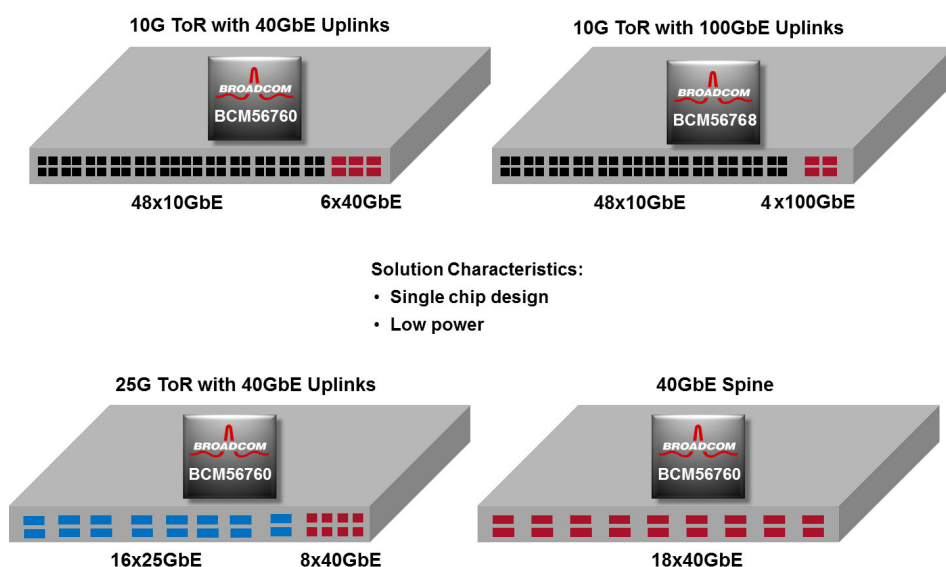 10G ToR with 40GbE Uplinks
BROADCOM
BCM56760
48x10GbE
6x40GbE
10G ToR with 100GbE Uplinks
BROADCOM
BCM56768
48x10GbE
4x100GbE
Solution Characteristics:
• Single chip design
• Low power
25G ToR with 40GbE Uplinks
BROADCOM
BCM56760
16x25GbE
8x40GbE
40GbE Spine
BROADCOM
BCM56760
18x40GbE